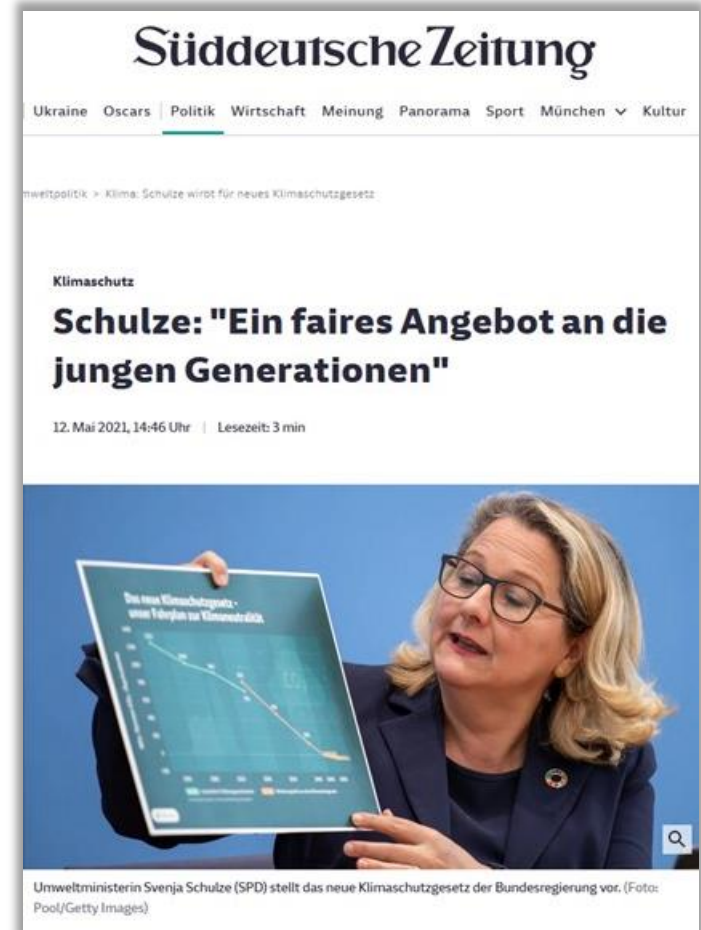 Süddeutsche Zeitung
Ukraine Oscars Politik Wirtschaft Meinung Panorama Sport München Kultur
mweltpolitik > Klima: Schulze wirbt für neues Klimaschutzgesetz
Klimaschutz
Schulze: "Ein faires Angebot an die
jungen Generationen"
12. Mai 2021, 14:46 Uhr | Lesezeit: 3 min
Das neue Klimaschutzgesetz -
unser Fahrplan zur Klimaneutralität
Umweltministerin Svenja Schulze (SPD) stellt das neue Klimaschutzgesetz der Bundesregierung vor. (Foto:
Pool/Getty Images)